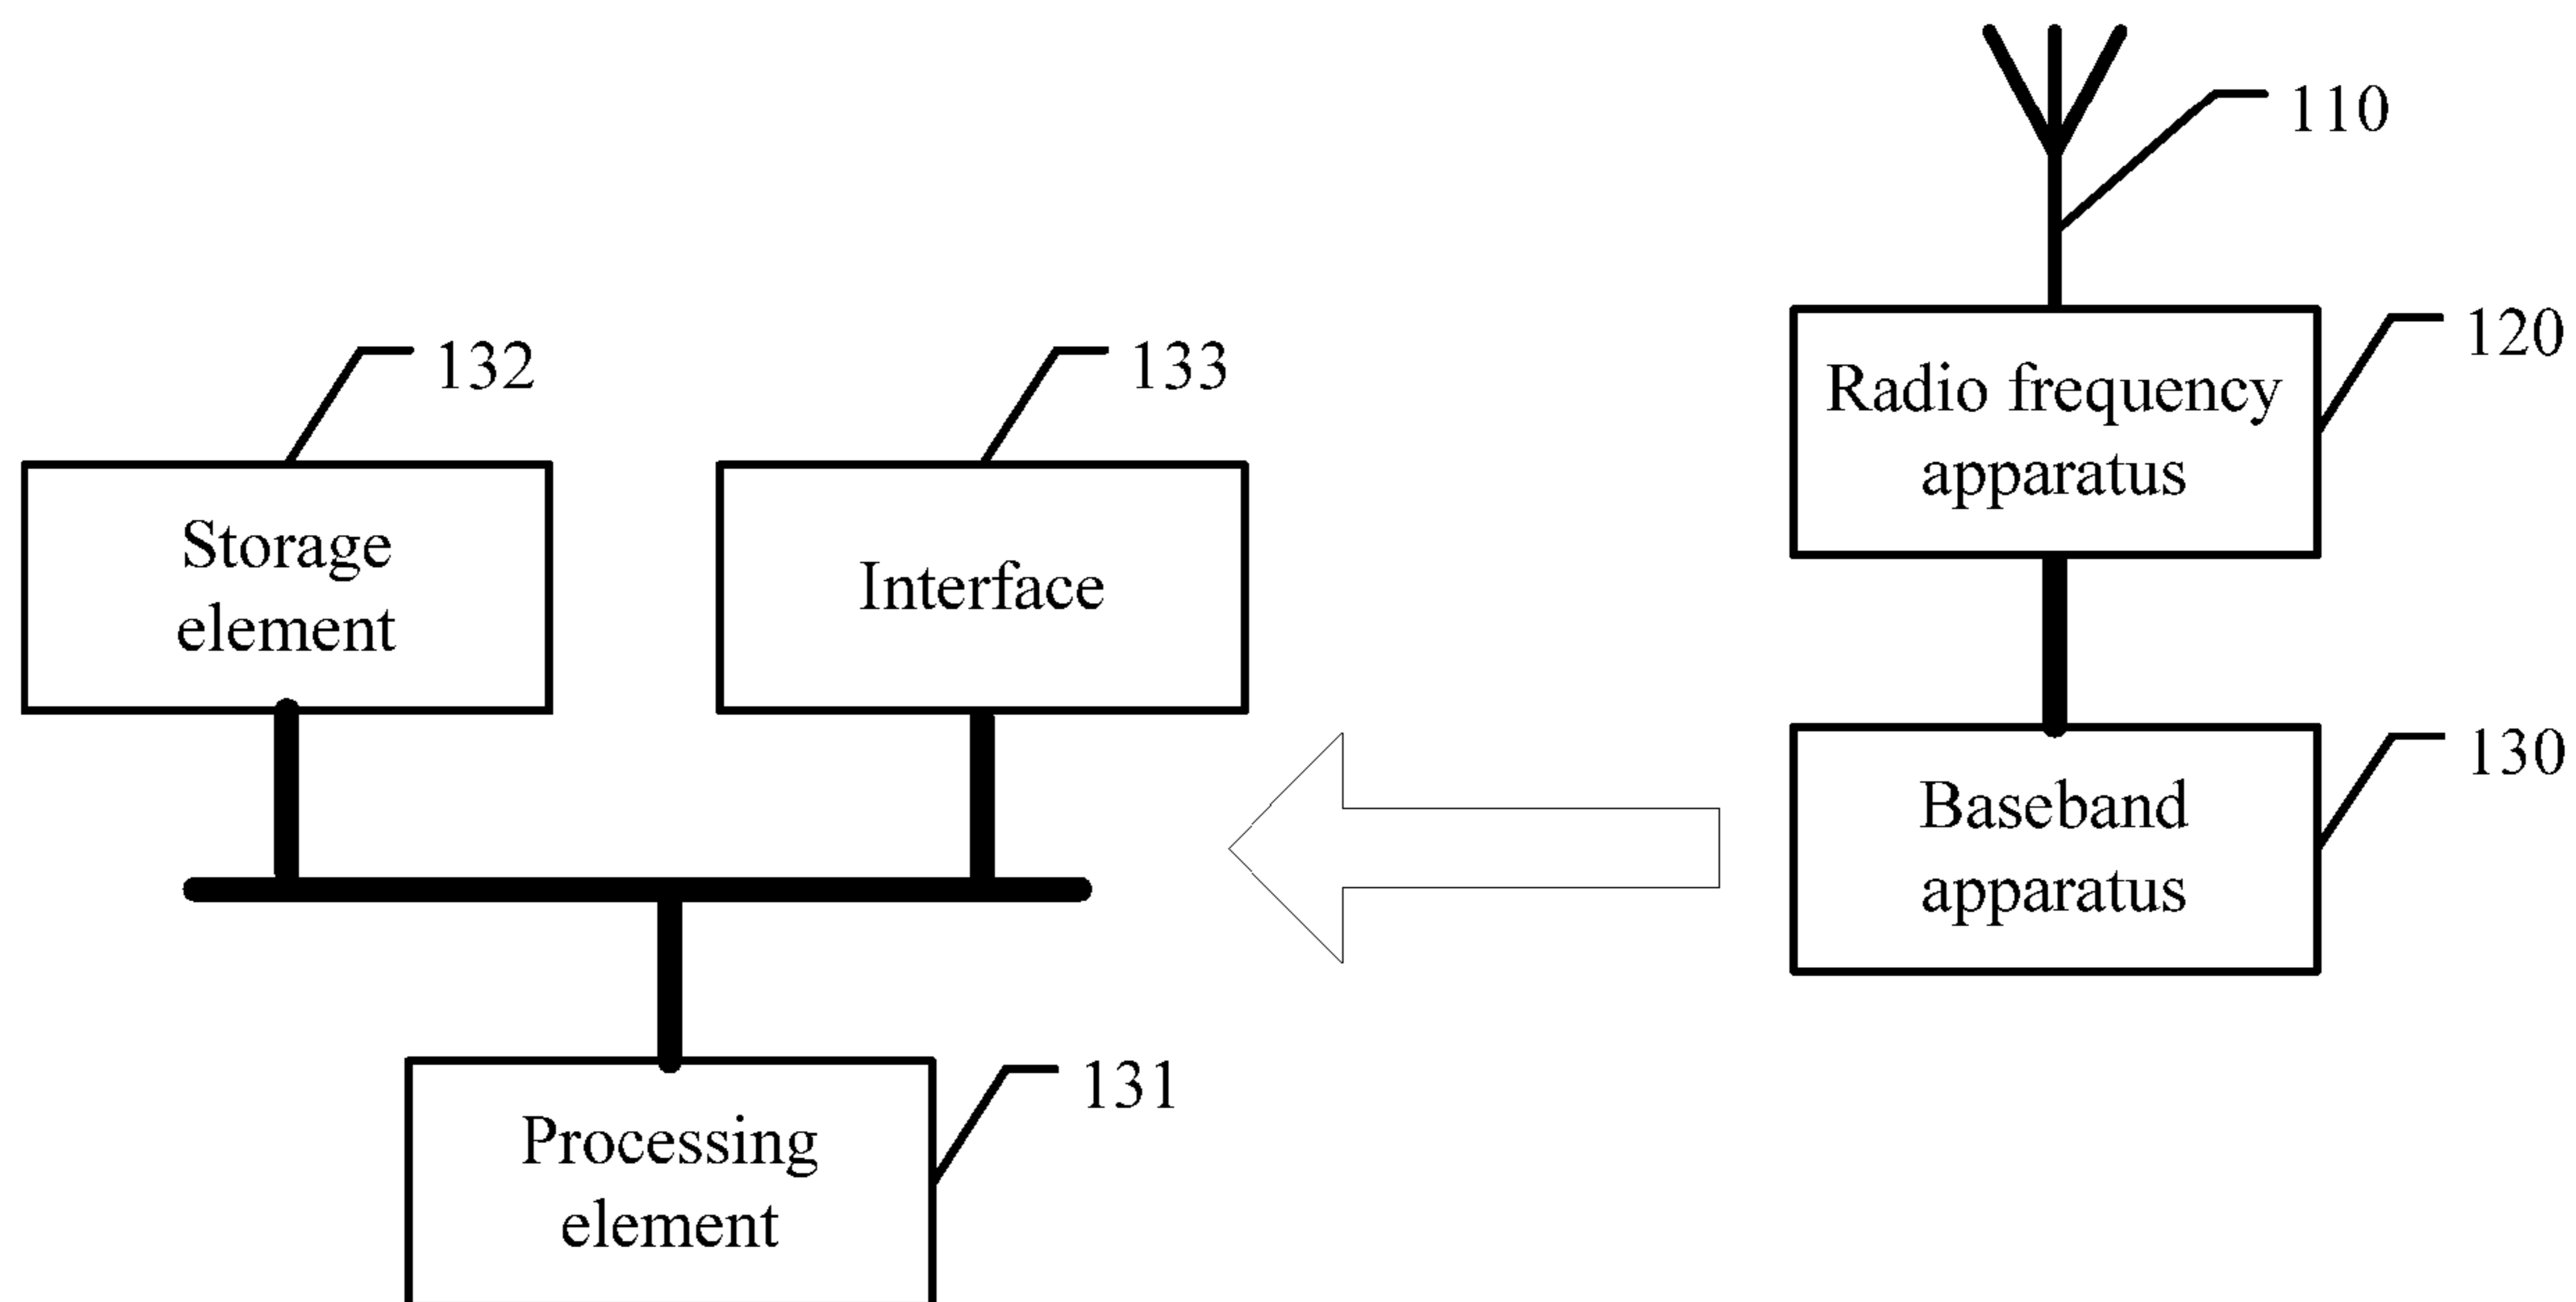 110
120
Radio frequency
apparatus
132
133
Storage
element
Interface
130
Baseband
apparatus
131
Processing
element